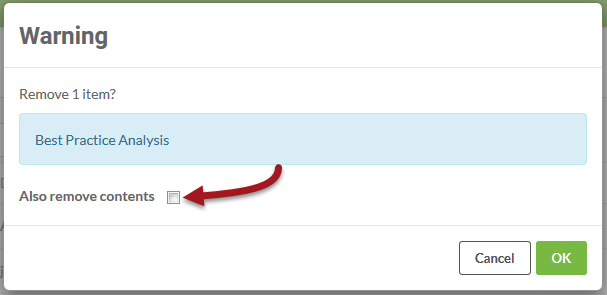 Warning
Remove 1 item?
Best Practice Analysis
Also remove contents
Cancel OK